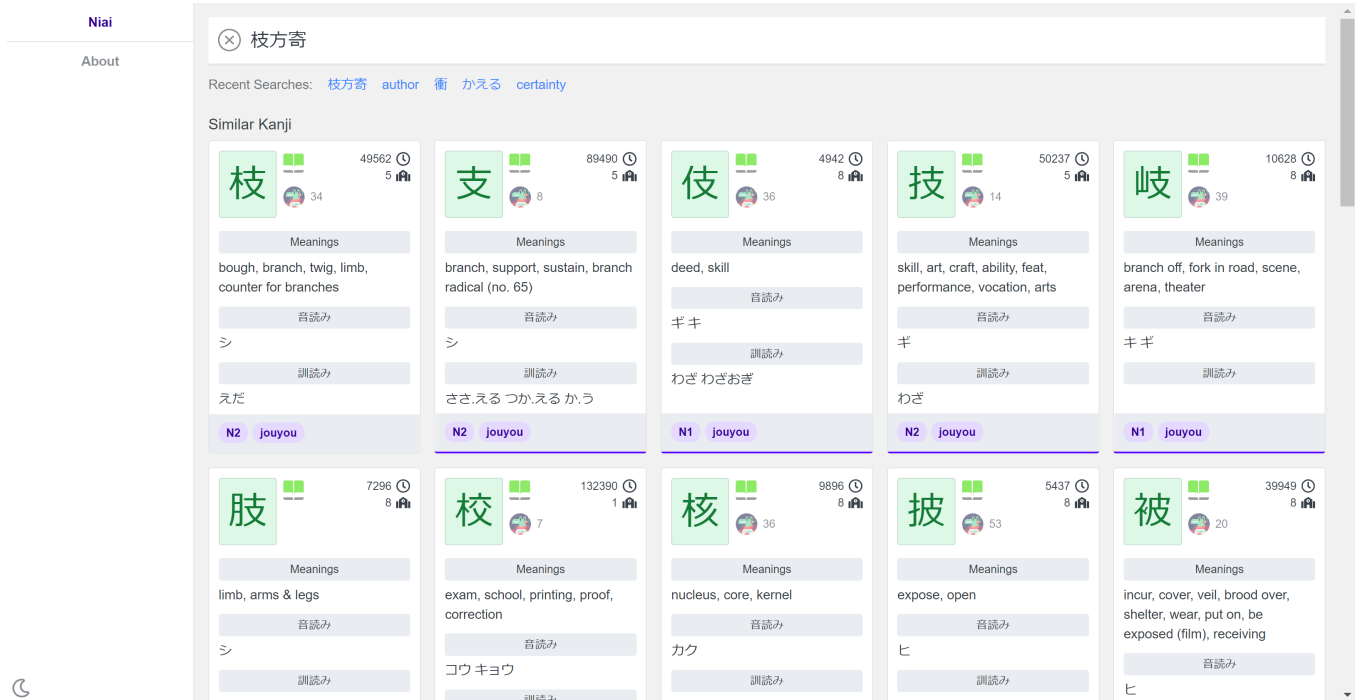 Niai
About
枝方寄
Recent Searches: 枝方寄 author 衝 かえる certainty
Similar Kanji
枝
49562
5
34
Meanings
bough, branch, twig, limb,
counter for branches
音読み
シ
訓読み
えだ
N2 jouyou
支
89490
5
8
Meanings
branch, support, sustain, branch
radical (no. 65)
音読み
シ
訓読み
ささ.える つか.える か.う
N2 jouyou
伎
4942
8
36
Meanings
deed, skill
音読み
ギ キ
訓読み
わざ わざおぎ
N1 jouyou
技
50237
5
14
Meanings
skill, art, craft, ability, feat,
performance, vocation, arts
音読み
ギ
訓読み
わざ
N2 jouyou
岐
10628
8
39
Meanings
branch off, fork in road, scene,
arena, theater
音読み
キ ギ
訓読み
N1 jouyou
肢
7296
8
Meanings
limb, arms & legs
音読み
シ
訓読み
校
132390
1
7
Meanings
exam, school, printing, proof,
correction
音読み
コウ キョウ
訓読み
核
9896
8
36
Meanings
nucleus, core, kernel
音読み
カク
訓読み
披
5437
8
53
Meanings
expose, open
音読み
ヒ
訓読み
被
39949
8
20
Meanings
incur, cover, veil, brood over,
shelter, wear, put on, be
exposed (film), receiving
音読み
ヒ